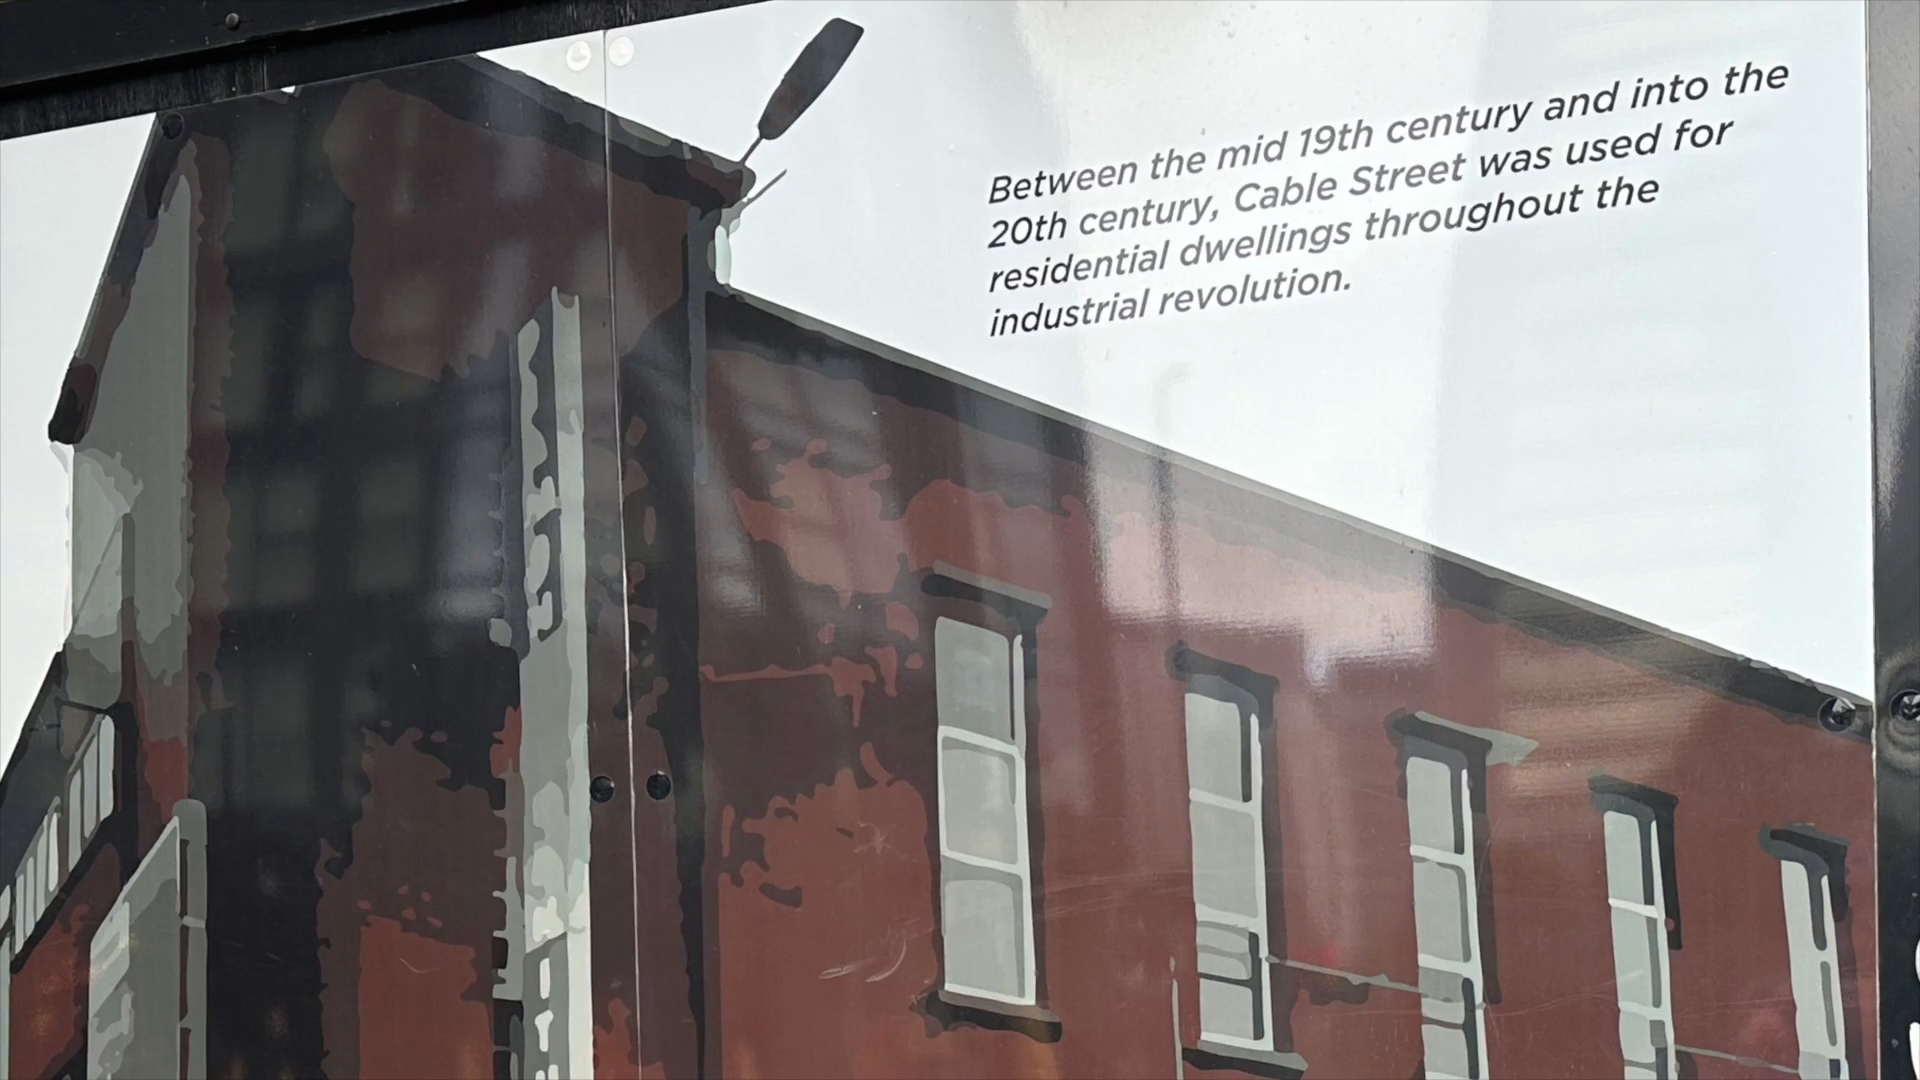 Between the mid 19th century and into the
20th century, Cable Street was used for
residential dwellings throughout the
industrial revolution.